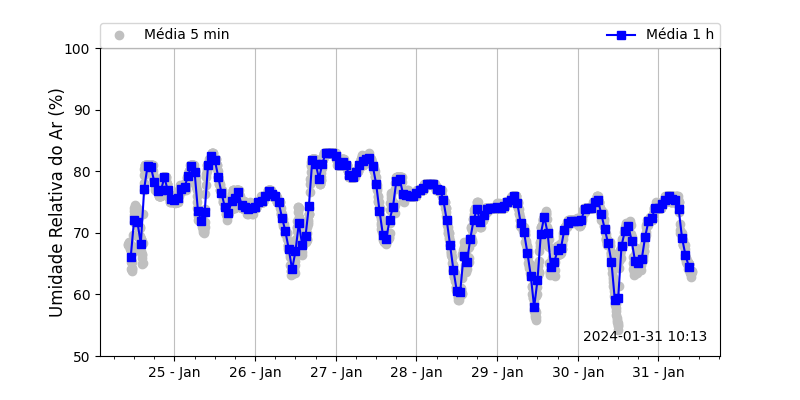 Média 5 min
Média 1 h
Umidade Relativa do Ar (%)
100
90
80
70
60
50
2024-01-31 10:13
25 - Jan
26 - Jan
27 - Jan
28 - Jan
29 - Jan
30 - Jan
31 - Jan